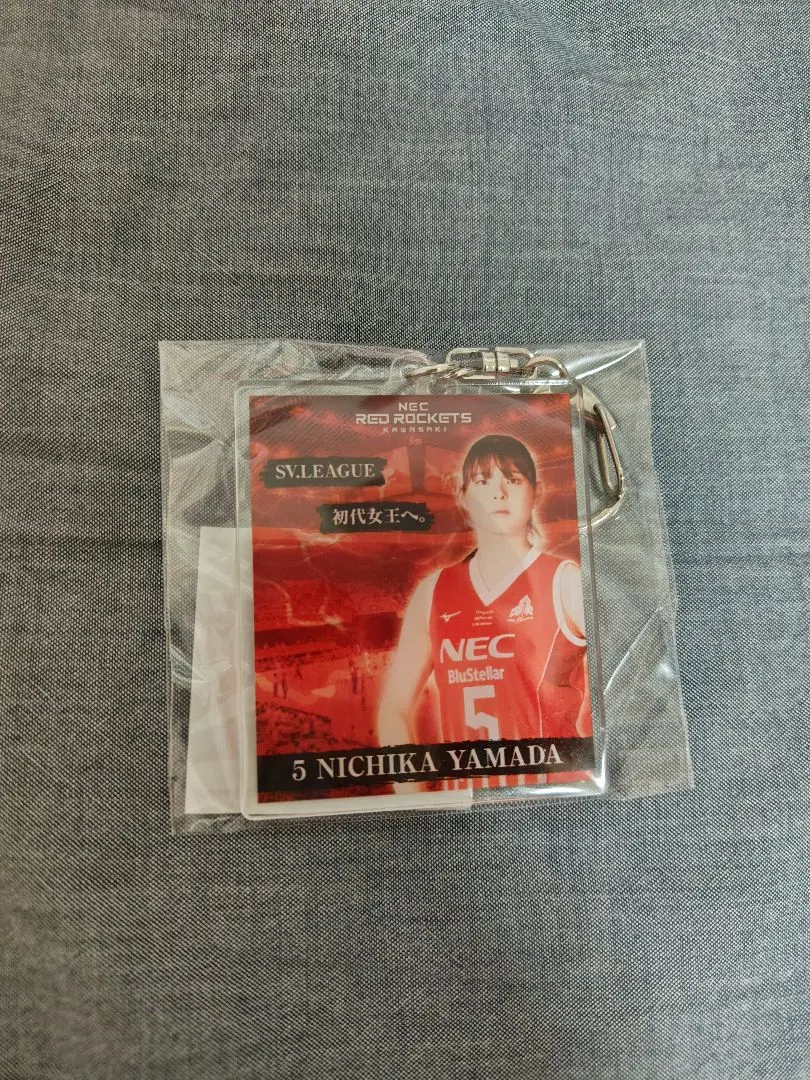 NEC
RED ROCKETS
KAWASAKI
SV.LEAGUE
初代女王へ。
NEC
BluStellar
5
5 NICHIKA YAMADA